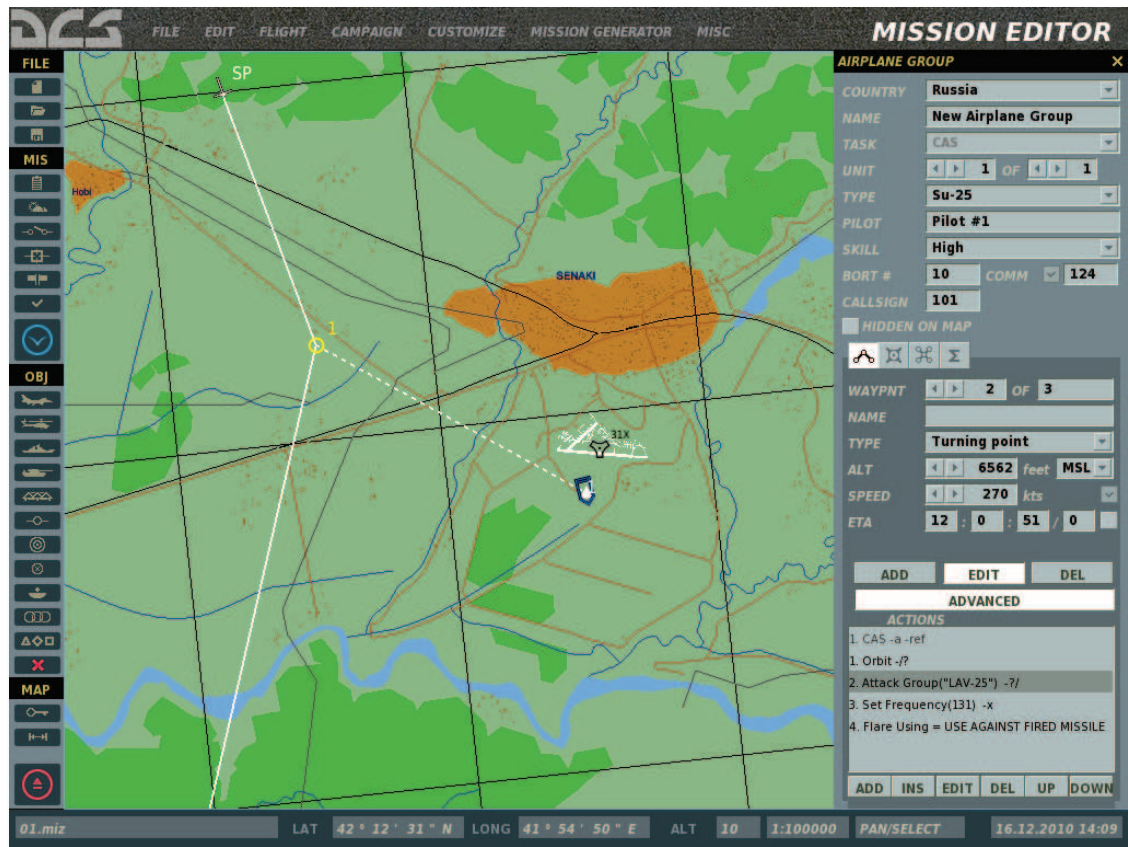 DCS
FILE EDIT FLIGHT CAMPAIGN CUSTOMIZE MISSION GENERATOR MISC
MISSION EDITOR
FILE
MIS
OBJ
MAP
SP
Hobi
1
SENAKI
31X
AIRPLANE GROUP X
COUNTRY Russia
NAME New Airplane Group
TASK CAS
UNIT 1 OF 1
TYPE Su-25
PILOT Pilot #1
SKILL High
BORT # 10 COMM 124
CALLSIGN 101
HIDDEN ON MAP
Σ
WAYPNT 2 OF 3
NAME
TYPE Turning point
ALT 6562 feet MSL
SPEED 270 kts
ETA 12 : 0 : 51 / 0
ADD EDIT DEL
ADVANCED
ACTIONS
1. CAS -a -ref
1. Orbit -/?
2. Attack Group("LAV-25") -?/
3. Set Frequency(131) -x
4. Flare Using = USE AGAINST FIRED MISSILE
ADD INS EDIT DEL UP DOWN
01.miz LAT 42 ° 12 ' 31 " N LONG 41 ° 54 ' 50 " E ALT 10 1:100000 PAN/SELECT 16.12.2010 14:09